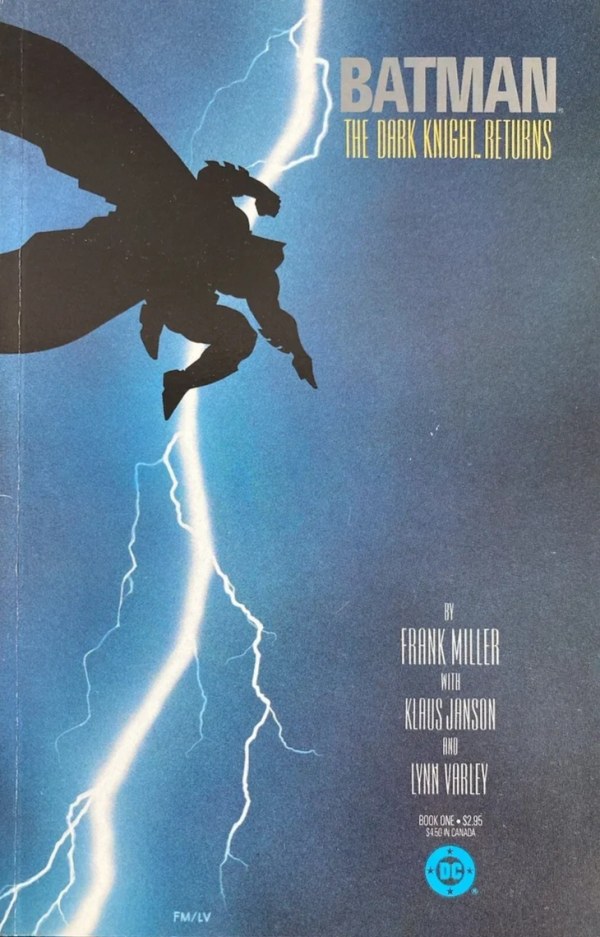 BATMAN®
THE DARK KNIGHT™ RETURNS
BY
FRANK MILLER
WITH
KLAUS JANSON
AND
LYNN VARLEY
BOOK ONE • $2.95
$4.50 IN CANADA
DC®
FM/LV